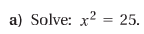 a) Solve: x² = 25.